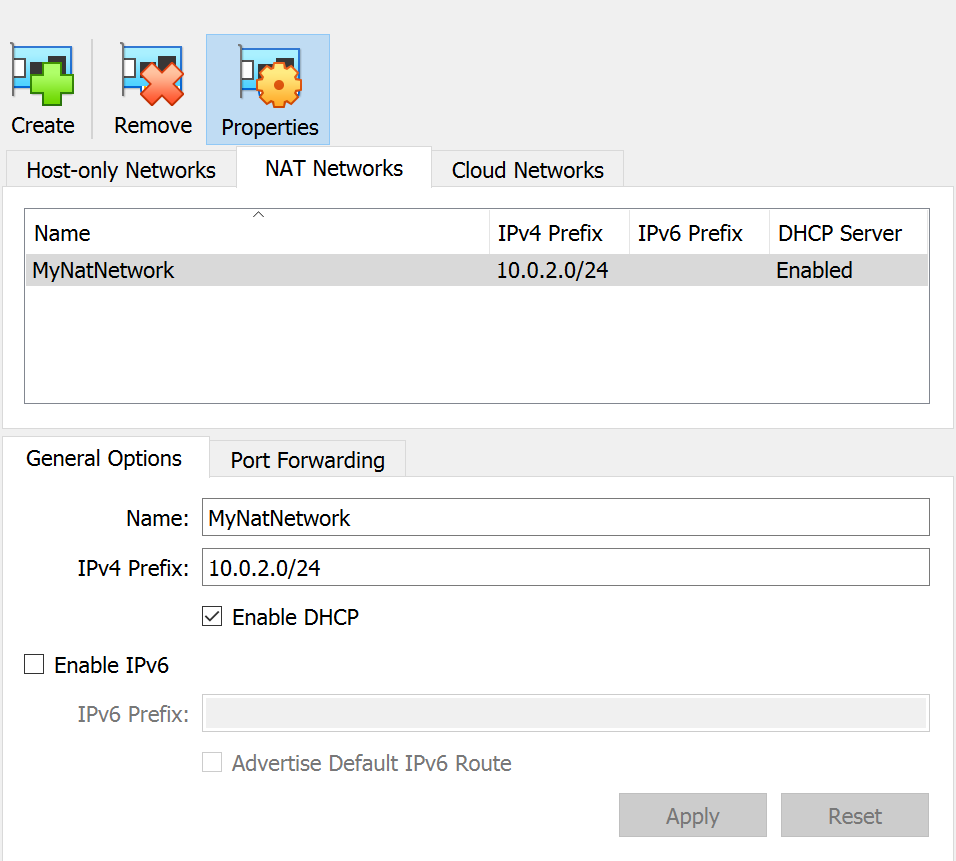 Create Remove Properties
Host-only Networks NAT Networks Cloud Networks
Name IPv4 Prefix IPv6 Prefix DHCP Server
MyNatNetwork 10.0.2.0/24 Enabled
General Options Port Forwarding
Name: MyNatNetwork
IPv4 Prefix: 10.0.2.0/24
Enable DHCP
Enable IPv6
IPv6 Prefix:
Advertise Default IPv6 Route
Apply Reset